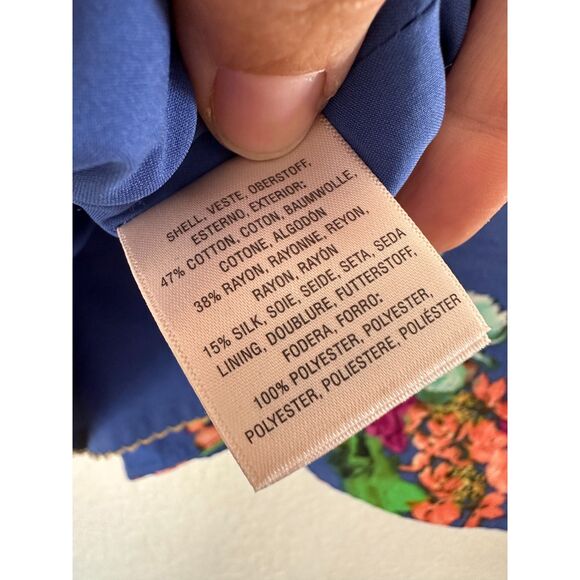 SHELL, VESTE, OBERSTOFF,
ESTERNO, EXTERIOR:
47% COTTON, COTON, BAUMWOLLE,
COTONE, ALGODÓN
38% RAYON, RAYONNE, REYON,
RAYON, RAYÓN
15% SILK, SOIE, SEIDE, SETA, SEDA
LINING, DOUBLURE, FUTTERSTOFF,
FODERA, FORRO:
100% POLYESTER, POLYESTER,
POLYESTER, POLIESTERE, POLIÉSTER